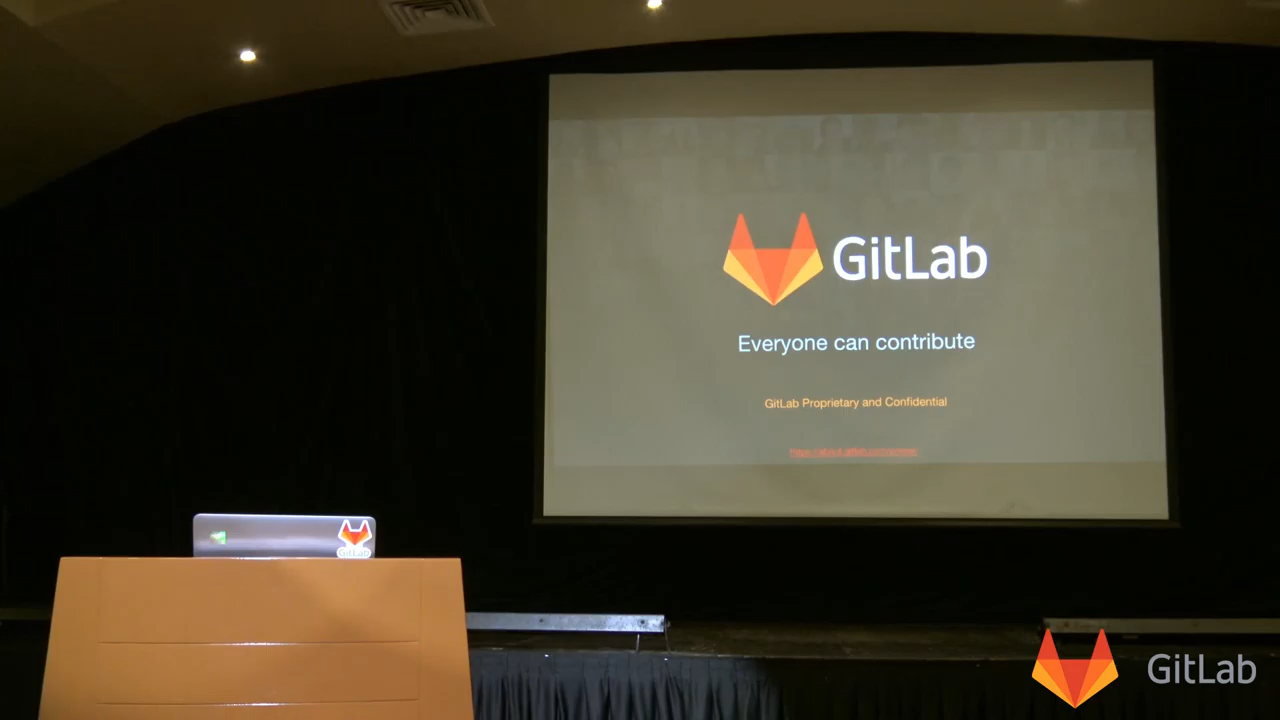 GitLab
Everyone can contribute
GitLab Proprietary and Confidential
GitLab
GitLab